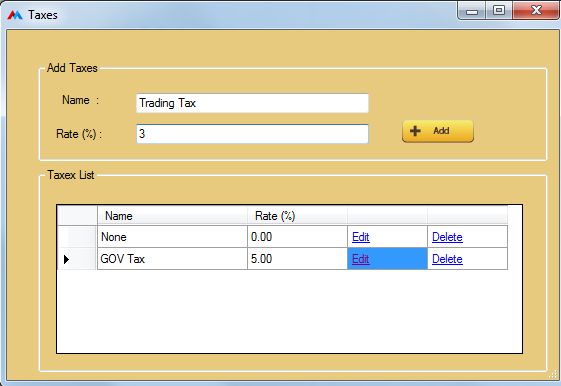 Taxes
Add Taxes
Name :
Trading Tax
Rate (%) :
3
Add
Taxex List
Name Rate (%)
None 0.00 Edit Delete
GOV Tax 5.00 Edit Delete